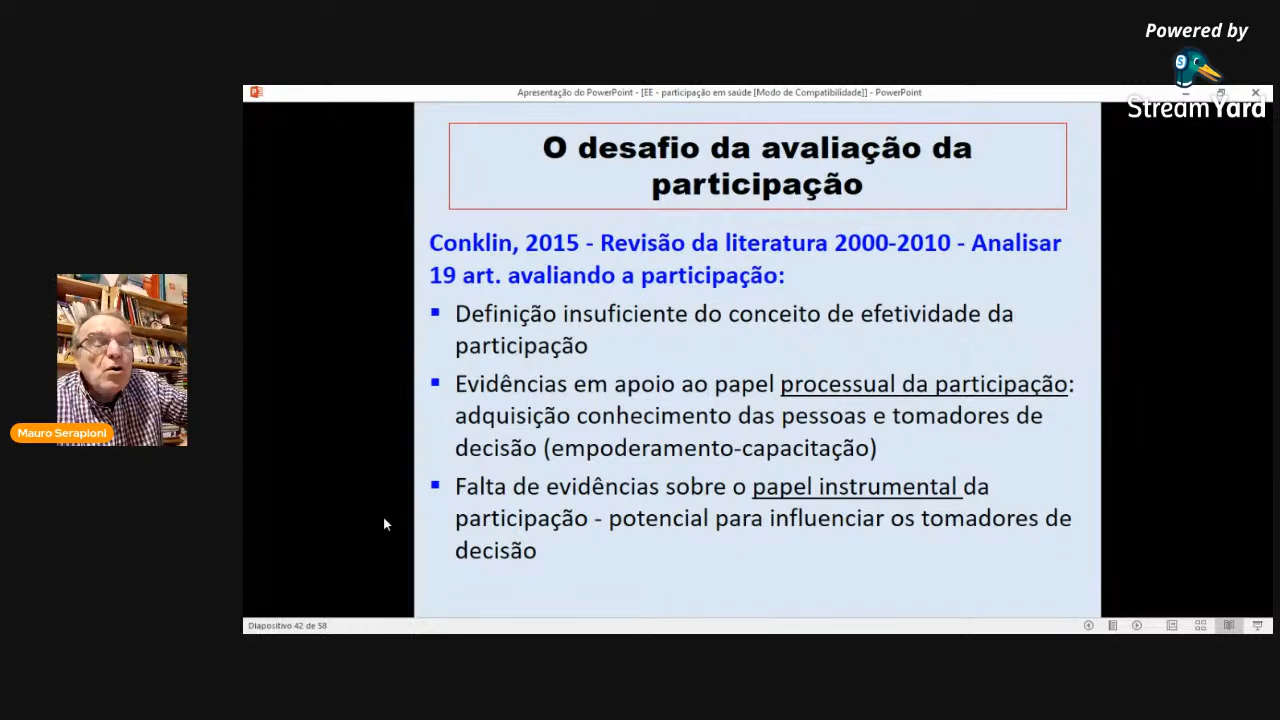 Powered by
StreamYard
Apresentação do PowerPoint - [EE - participação em saúde [Modo de Compatibilidade]] - PowerPoint
O desafio da avaliação da
participação
Conklin, 2015 - Revisão da literatura 2000-2010 - Analisar
19 art. avaliando a participação:
▪ Definição insuficiente do conceito de efetividade da
participação
▪ Evidências em apoio ao papel processual da participação:
adquisição conhecimento das pessoas e tomadores de
decisão (empoderamento-capacitação)
▪ Falta de evidências sobre o papel instrumental da
participação - potencial para influenciar os tomadores de
decisão
Mauro Serapioni
Diapositivo 42 de 58